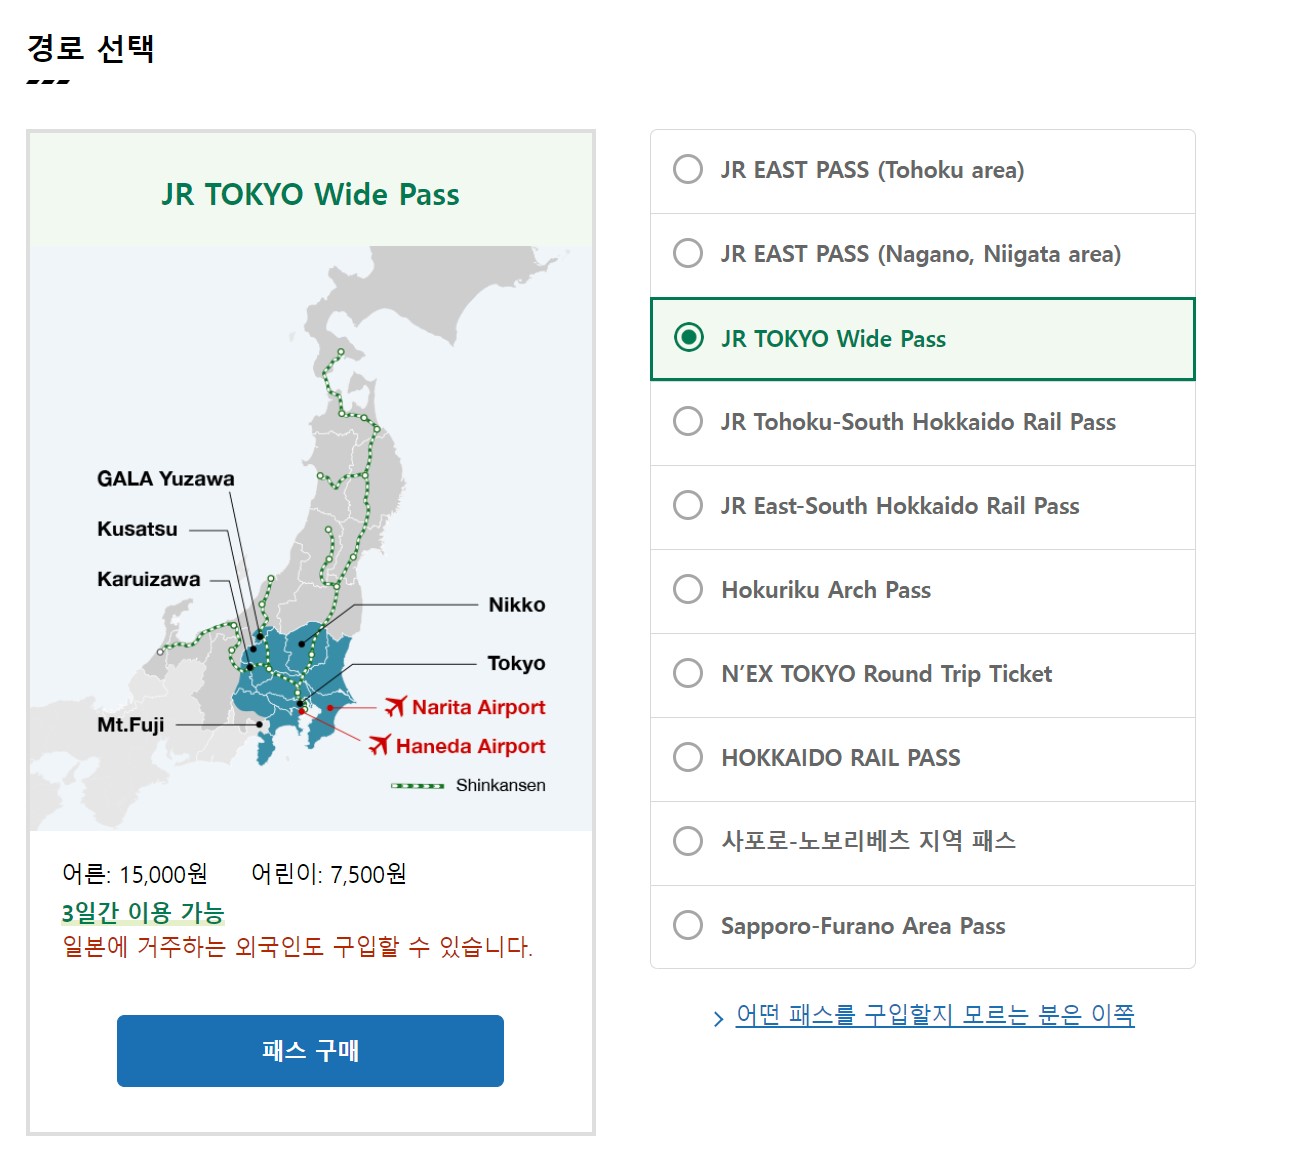 경로 선택
JR TOKYO Wide Pass
GALA Yuzawa
Kusatsu
Karuizawa
Nikko
Tokyo
Narita Airport
Mt.Fuji
Haneda Airport
Shinkansen
어른: 15,000원 어린이: 7,500원
3일간 이용 가능
일본에 거주하는 외국인도 구입할 수 있습니다.
패스 구매
JR EAST PASS (Tohoku area)
JR EAST PASS (Nagano, Niigata area)
JR TOKYO Wide Pass
JR Tohoku-South Hokkaido Rail Pass
JR East-South Hokkaido Rail Pass
Hokuriku Arch Pass
N’EX TOKYO Round Trip Ticket
HOKKAIDO RAIL PASS
사포로-노보리베츠 지역 패스
Sapporo-Furano Area Pass
어떤 패스를 구입할지 모르는 분은 이쪽